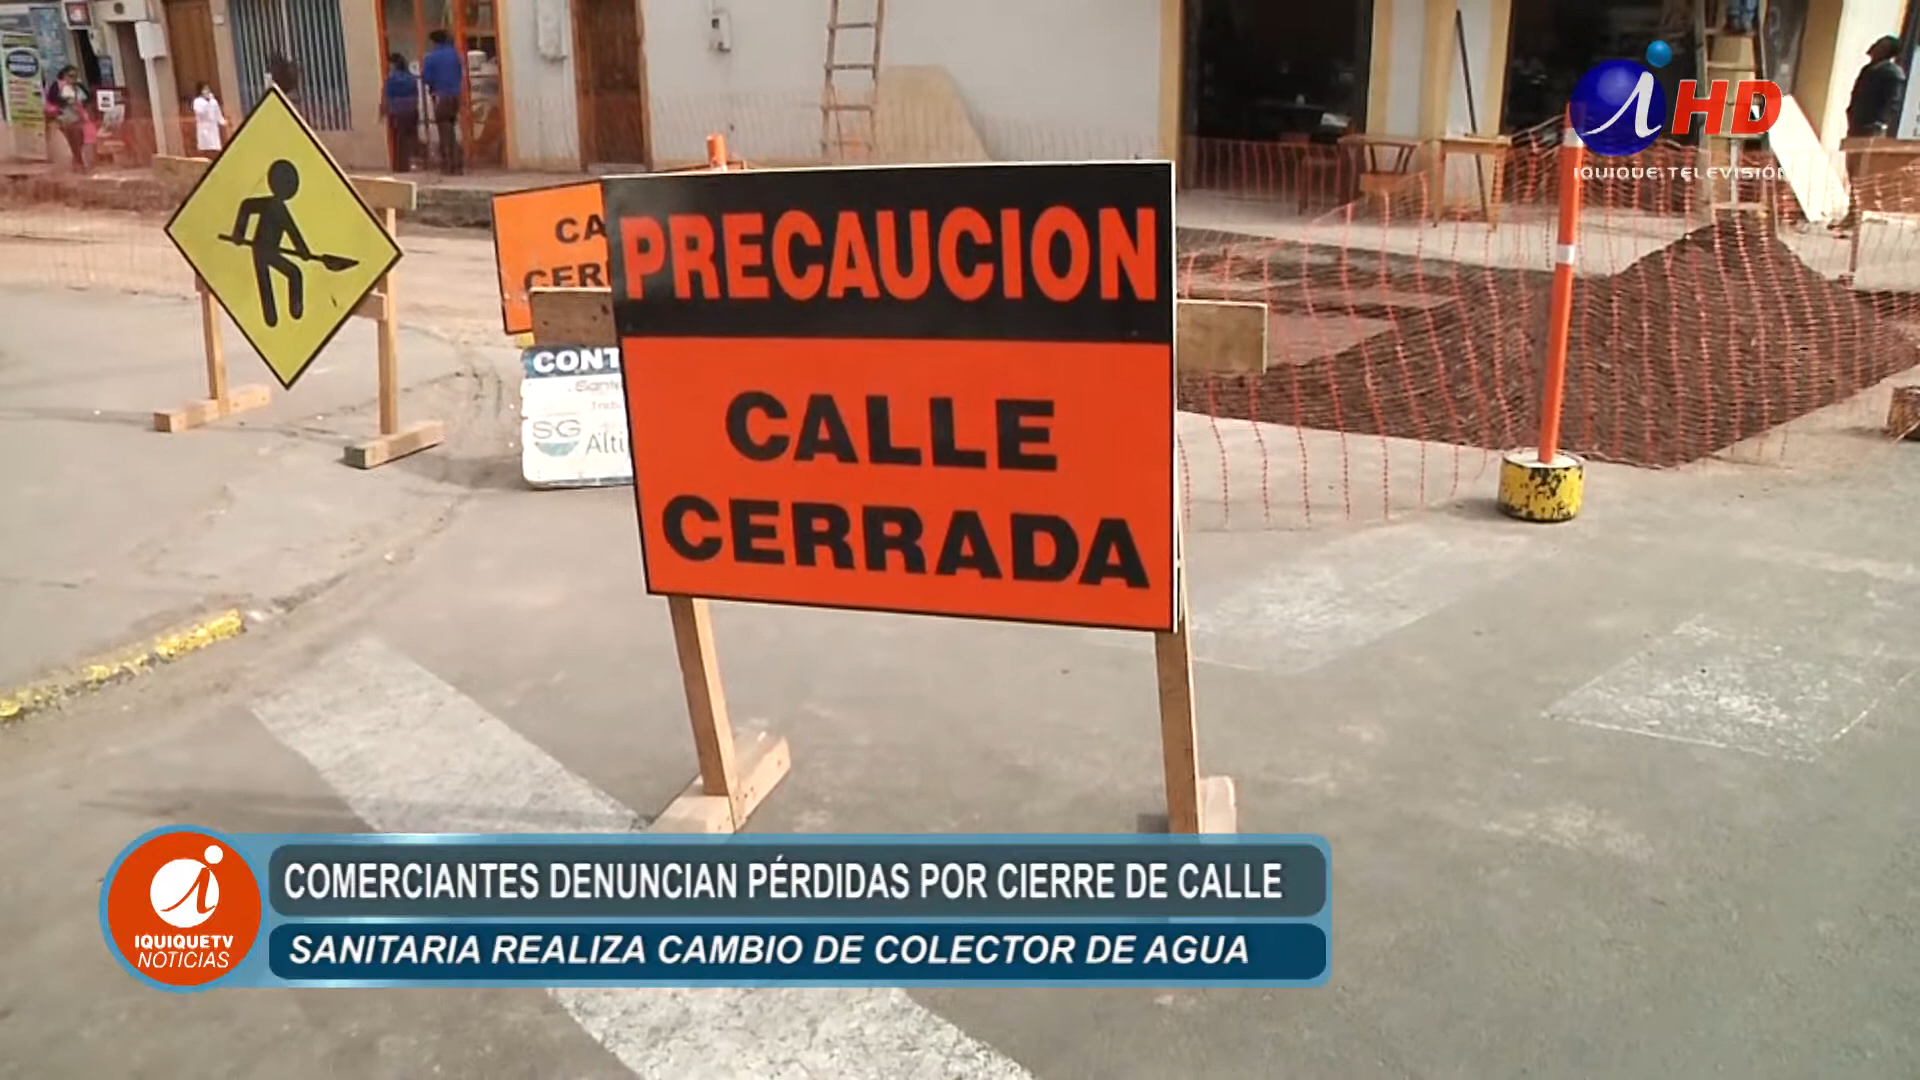 iHD
IQUIQUE TELEVISIÓN
PRECAUCION
CALLE
CERRADA
CA
CER
CONT
SG
Alti
COMERCIANTES DENUNCIAN PÉRDIDAS POR CIERRE DE CALLE
SANITARIA REALIZA CAMBIO DE COLECTOR DE AGUA
IQUIQUETV
NOTICIAS